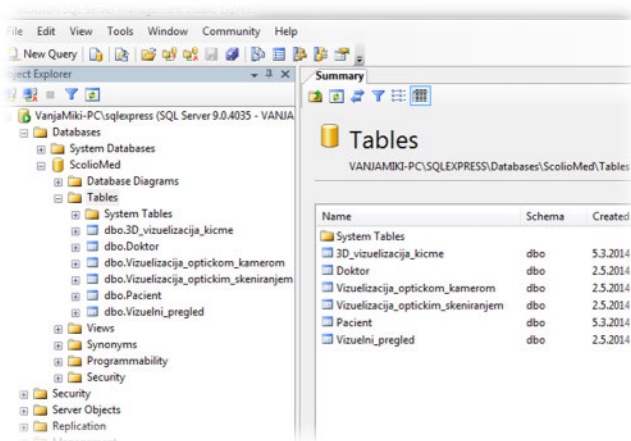 File Edit View Tools Window Community Help
New Query
Object Explorer
VanjaMiki-PC\sqlexpress (SQL Server 9.0.4035 - VANJA
Databases
System Databases
ScolioMed
Database Diagrams
Tables
System Tables
dbo.3D_vizuelizacija_kicme
dbo.Doktor
dbo.Vizuelizacija_optickom_kamerom
dbo.Vizuelizacija_optickim_skeniranjem
dbo.Pacient
dbo.Vizuelni_pregled
Views
Synonyms
Programmability
Security
Security
Server Objects
Replication
Management
Summary
Tables
VANJAMIKI-PC\SQLEXPRESS\Databases\ScolioMed\Tables
Name Schema Created
System Tables
3D_vizuelizacija_kicme dbo 5.3.2014
Doktor dbo 2.5.2014
Vizuelizacija_optickom_kamerom dbo 2.5.2014
Vizuelizacija_optickim_skeniranjem dbo 2.5.2014
Pacient dbo 5.3.2014
Vizuelni_pregled dbo 2.5.2014